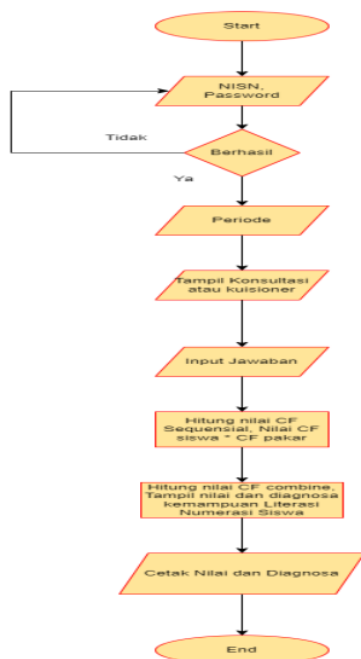 Start
NISN,
Password
Tidak
Berhasil
Ya
Periode
Tampil Konsultasi
atau kuisioner
Input Jawaban
Hitung nilai CF
Sequensial, Nilai CF
siswa * CF pakar
Hitung nilai CF combine,
Tampil nilai dan diagnosa
kemampuan Literasi
Numerasi Siswa
Cetak Nilai dan Diagnosa
End